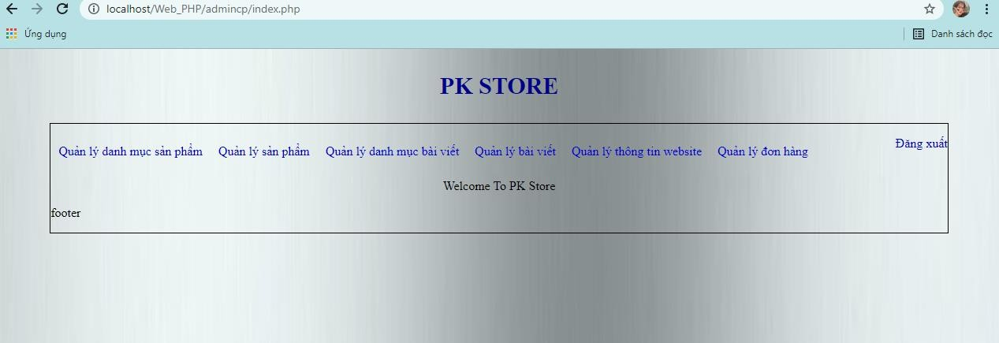 localhost/Web_PHP/admincp/index.php
Ứng dụng
Danh sách đọc
PK STORE
Quản lý danh mục sản phẩm Quản lý sản phẩm Quản lý danh mục bài viết Quản lý bài viết Quản lý thông tin website Quản lý đơn hàng Đăng xuất
Welcome To PK Store
footer